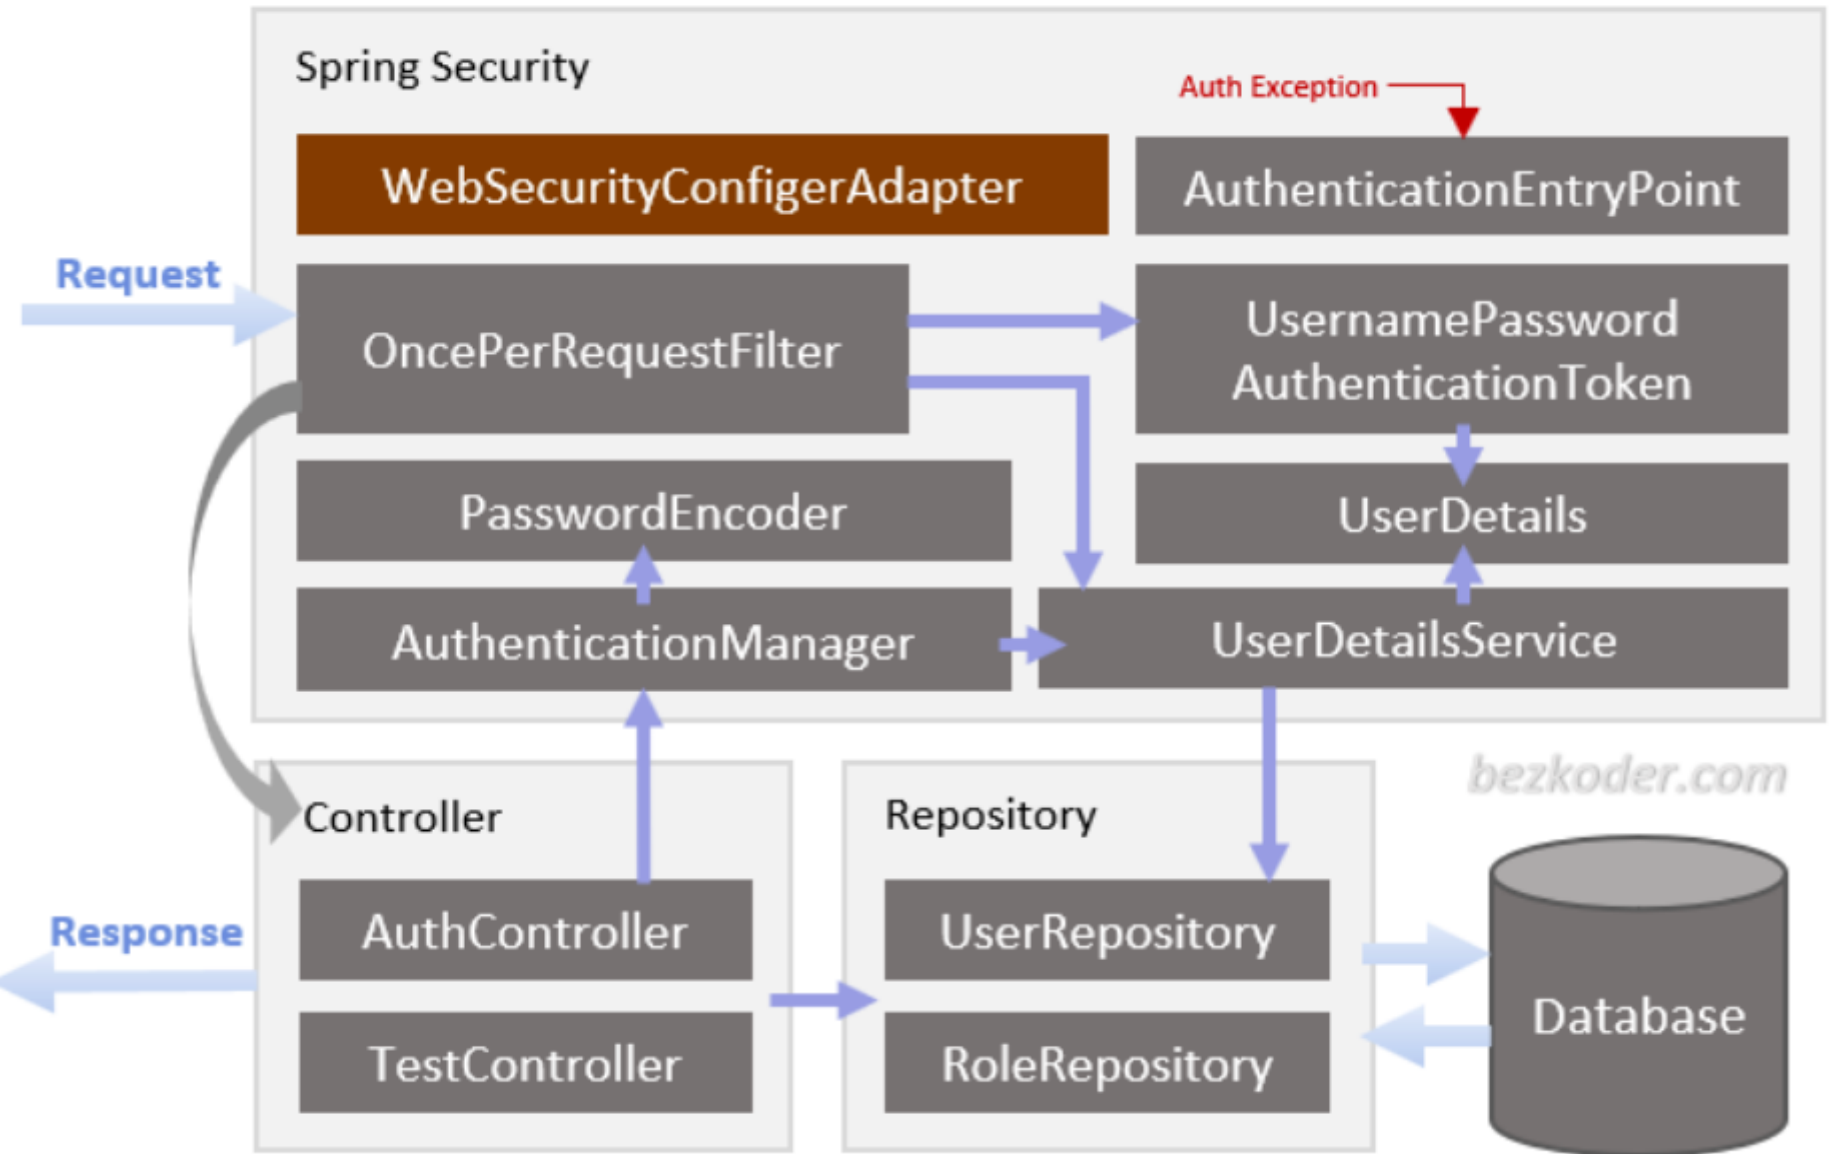 Spring Security
Auth Exception
WebSecurityConfigerAdapter
AuthenticationEntryPoint
Request
OncePerRequestFilter
UsernamePassword
AuthenticationToken
PasswordEncoder
UserDetails
AuthenticationManager
UserDetailsService
bezkoder.com
Controller
Repository
Response
AuthController
UserRepository
Database
TestController
RoleRepository